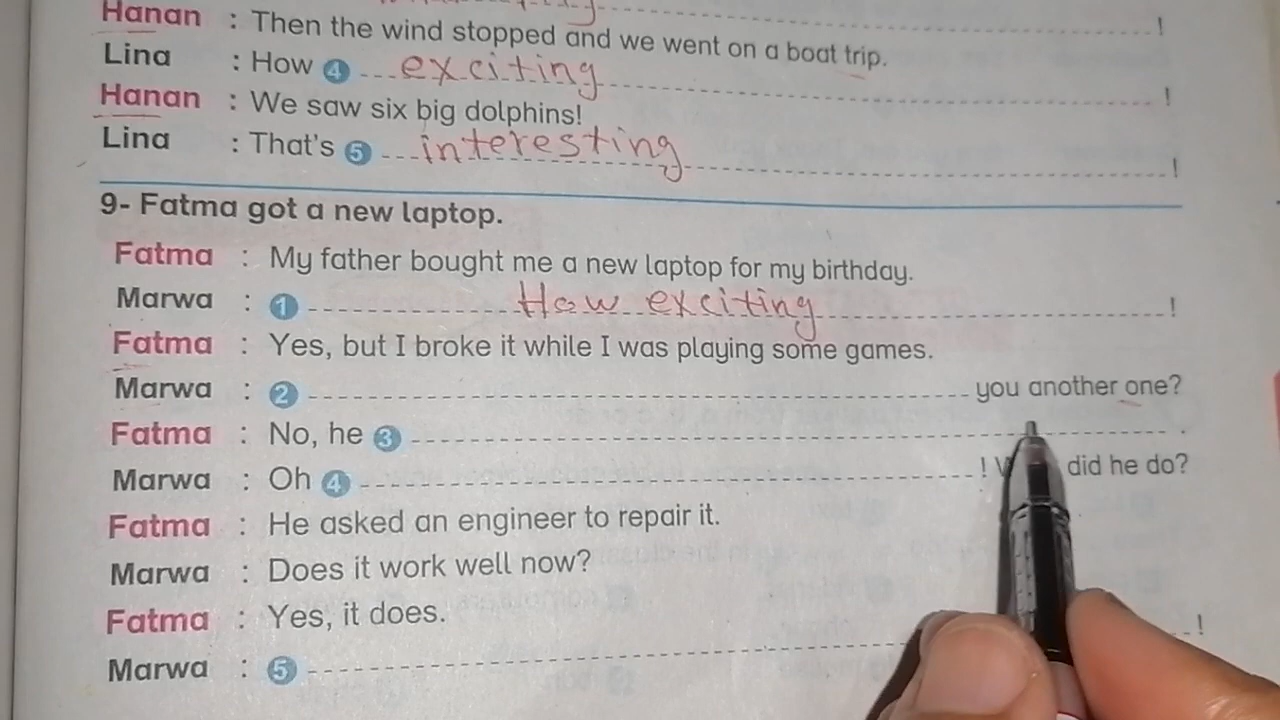 Hanan : Then the wind stopped and we went on a boat trip. !
Lina : How 4 exciting !
Hanan : We saw six big dolphins!
Lina : That's 5 interesting !
9- Fatma got a new laptop.
Fatma : My father bought me a new laptop for my birthday.
Marwa : 1 How exciting !
Fatma : Yes, but I broke it while I was playing some games.
Marwa : 2 you another one?
Fatma : No, he 3 .
Marwa : Oh 4 ! did he do?
Fatma : He asked an engineer to repair it.
Marwa : Does it work well now?
Fatma : Yes, it does.
Marwa : 5 !